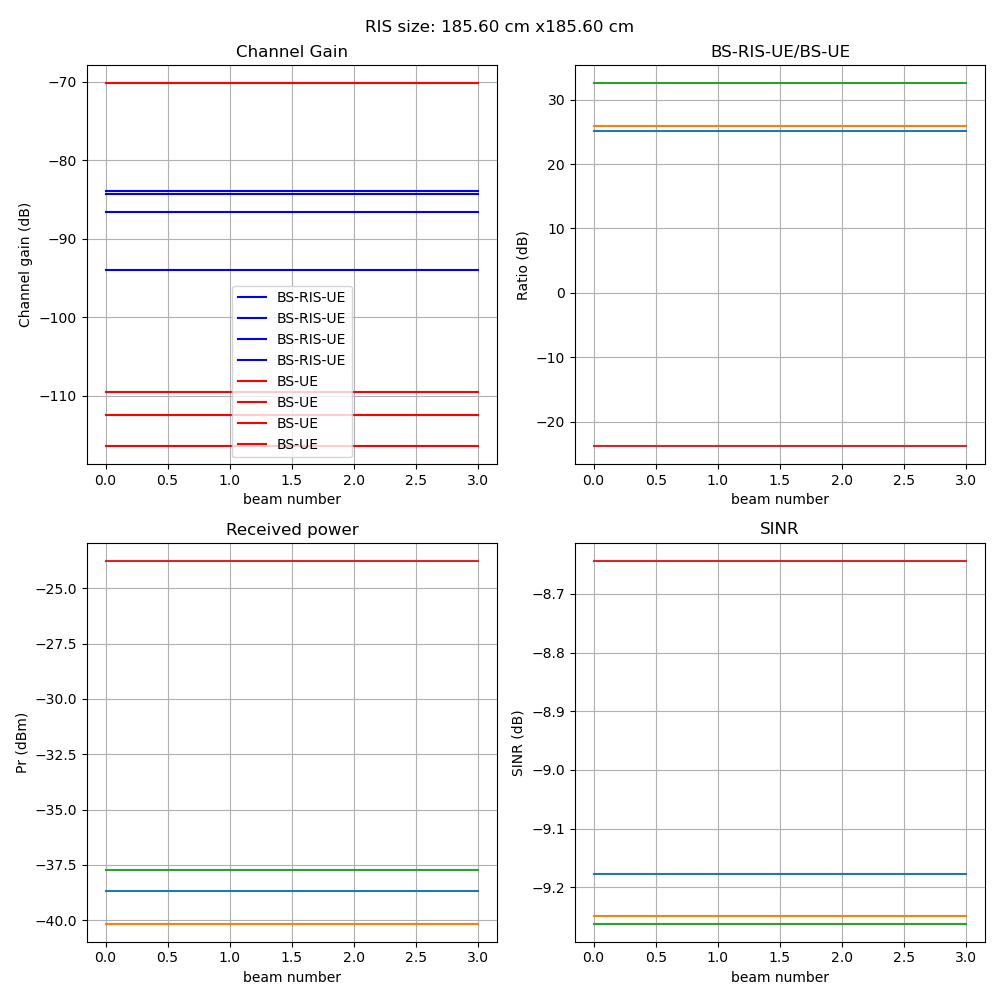 RIS size: 185.60 cm x185.60 cm
Channel Gain
Channel gain (dB)
−70
−80
−90
−100
−110
BS-RIS-UE
BS-RIS-UE
BS-RIS-UE
BS-RIS-UE
BS-UE
BS-UE
BS-UE
BS-UE
0.0 0.5 1.0 1.5 2.0 2.5 3.0
beam number
BS-RIS-UE/BS-UE
Ratio (dB)
30
20
10
0
−10
−20
0.0 0.5 1.0 1.5 2.0 2.5 3.0
beam number
Received power
Pr (dBm)
−25.0
−27.5
−30.0
−32.5
−35.0
−37.5
−40.0
0.0 0.5 1.0 1.5 2.0 2.5 3.0
beam number
SINR
SINR (dB)
−8.7
−8.8
−8.9
−9.0
−9.1
−9.2
0.0 0.5 1.0 1.5 2.0 2.5 3.0
beam number